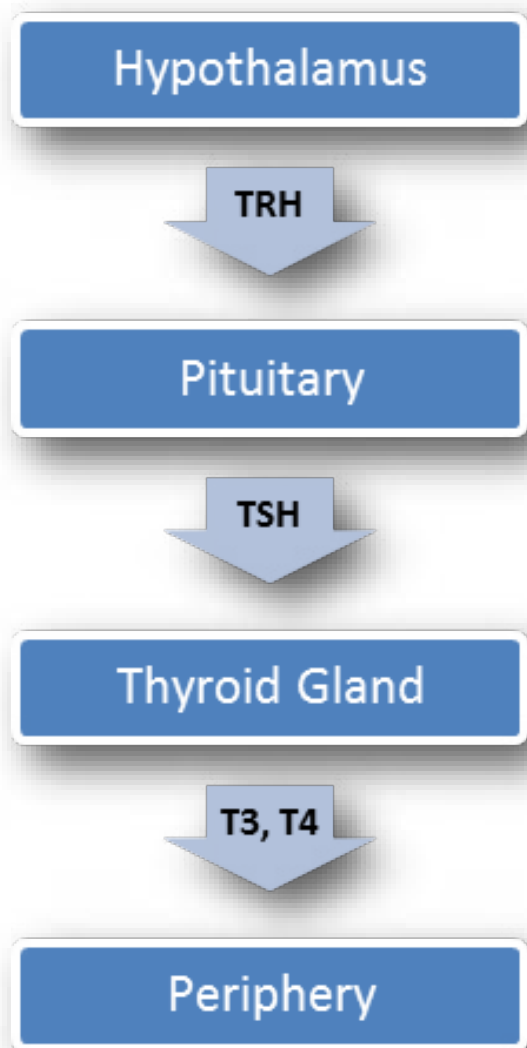 Hypothalamus
TRH
Pituitary
TSH
Thyroid Gland
T3, T4
Periphery